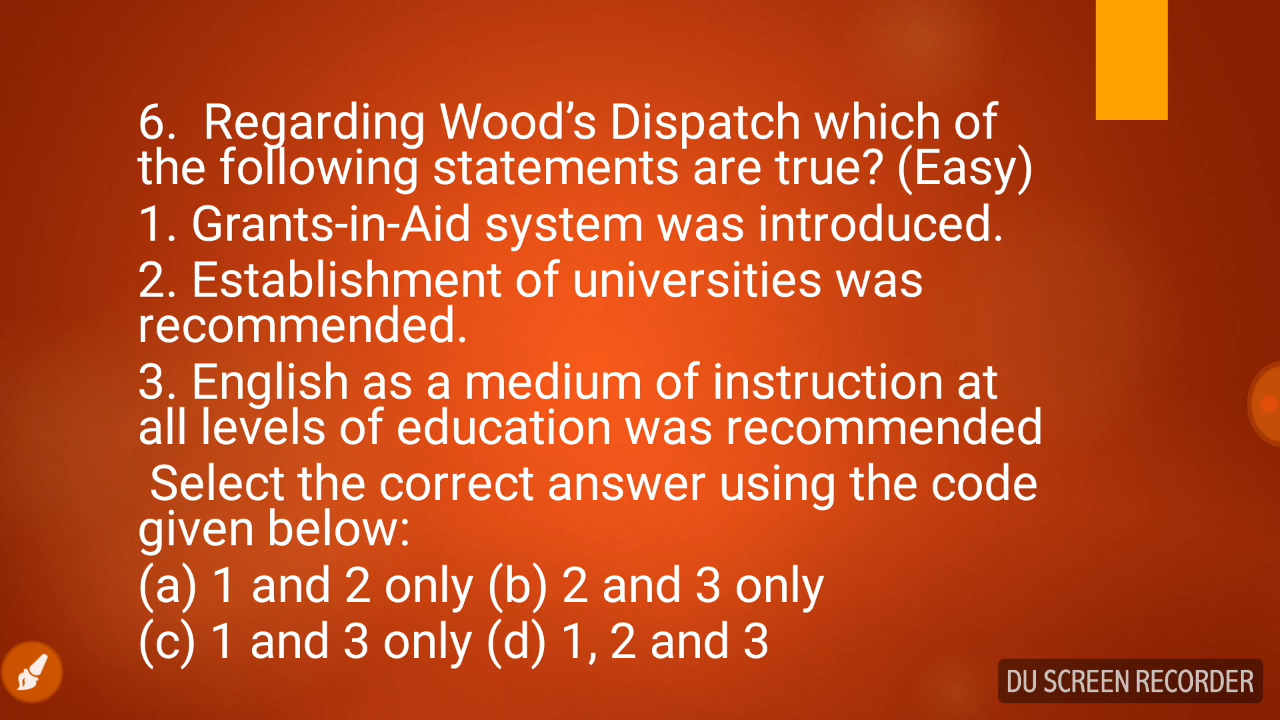 6.  Regarding Wood’s Dispatch which of
the following statements are true? (Easy)
1. Grants-in-Aid system was introduced.
2. Establishment of universities was
recommended.
3. English as a medium of instruction at
all levels of education was recommended
Select the correct answer using the code
given below:
(a) 1 and 2 only (b) 2 and 3 only
(c) 1 and 3 only (d) 1, 2 and 3
DU SCREEN RECORDER